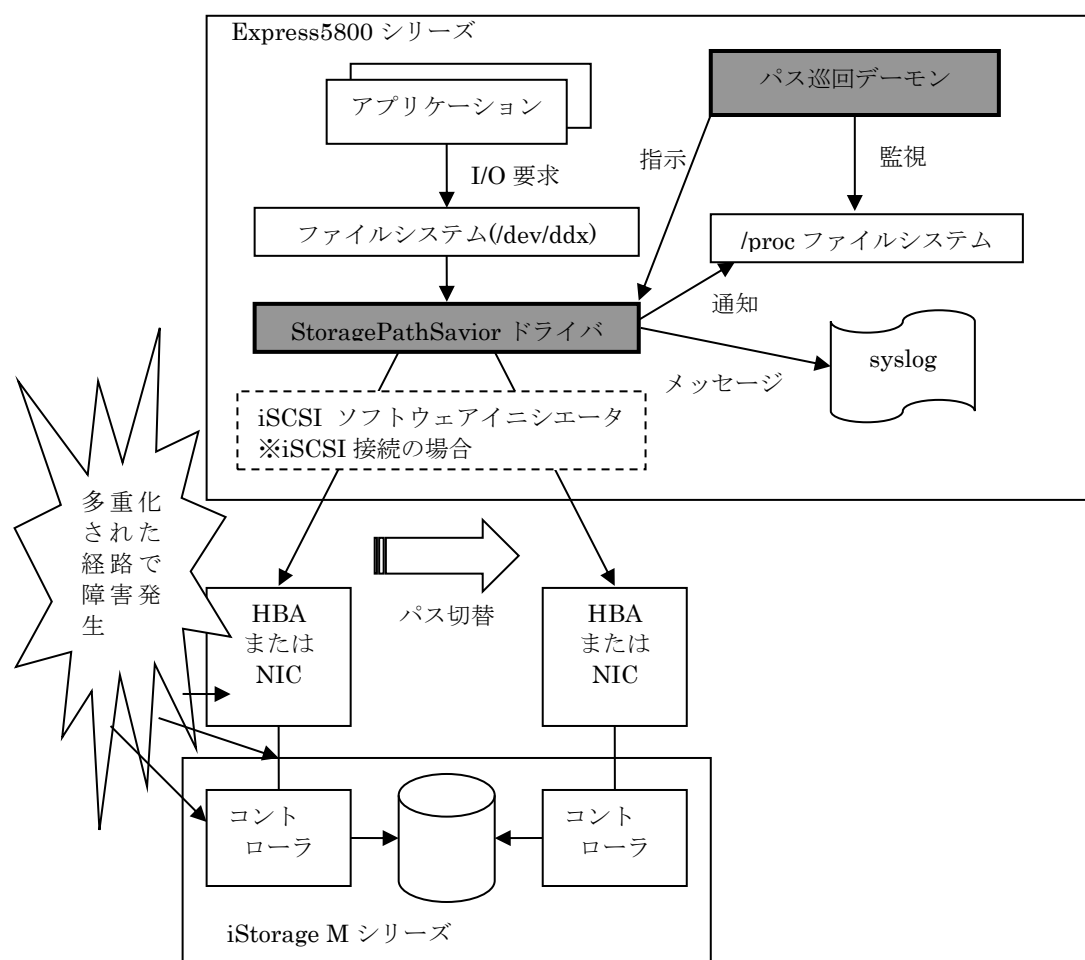 Express5800 シリーズ
アプリケーション
パス巡回デーモン
指示
監視
I/O 要求
ファイルシステム(/dev/ddx)
/proc ファイルシステム
通知
StoragePathSavior ドライバ
syslog
メッセージ
iSCSI ソフトウェアイニシエータ
※iSCSI 接続の場合
多重化
された
経路で
障害発
生
パス切替
HBA
または
NIC
HBA
または
NIC
コント
ローラ
コント
ローラ
iStorage M シリーズ